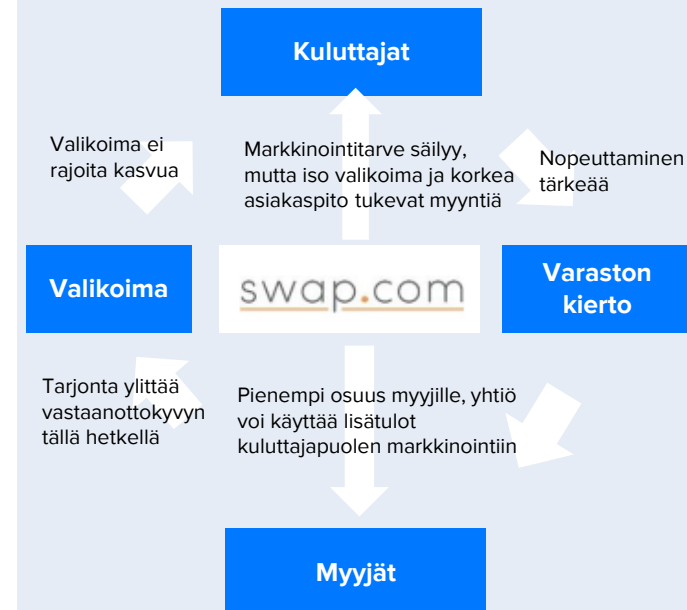 Kuluttajat
Valikoima ei
rajoita kasvua
Markkinointitarve säilyy,
mutta iso valikoima ja korkea
asiakaspito tukevat myyntiä
Nopeuttaminen
tärkeää
Valikoima
swap.com
Varaston
kierto
Tarjonta ylittää
vastaanottokyvyn
tällä hetkellä
Pienempi osuus myyjille, yhtiö
voi käyttää lisätulot
kuluttajapuolen markkinointiin
Myyjät